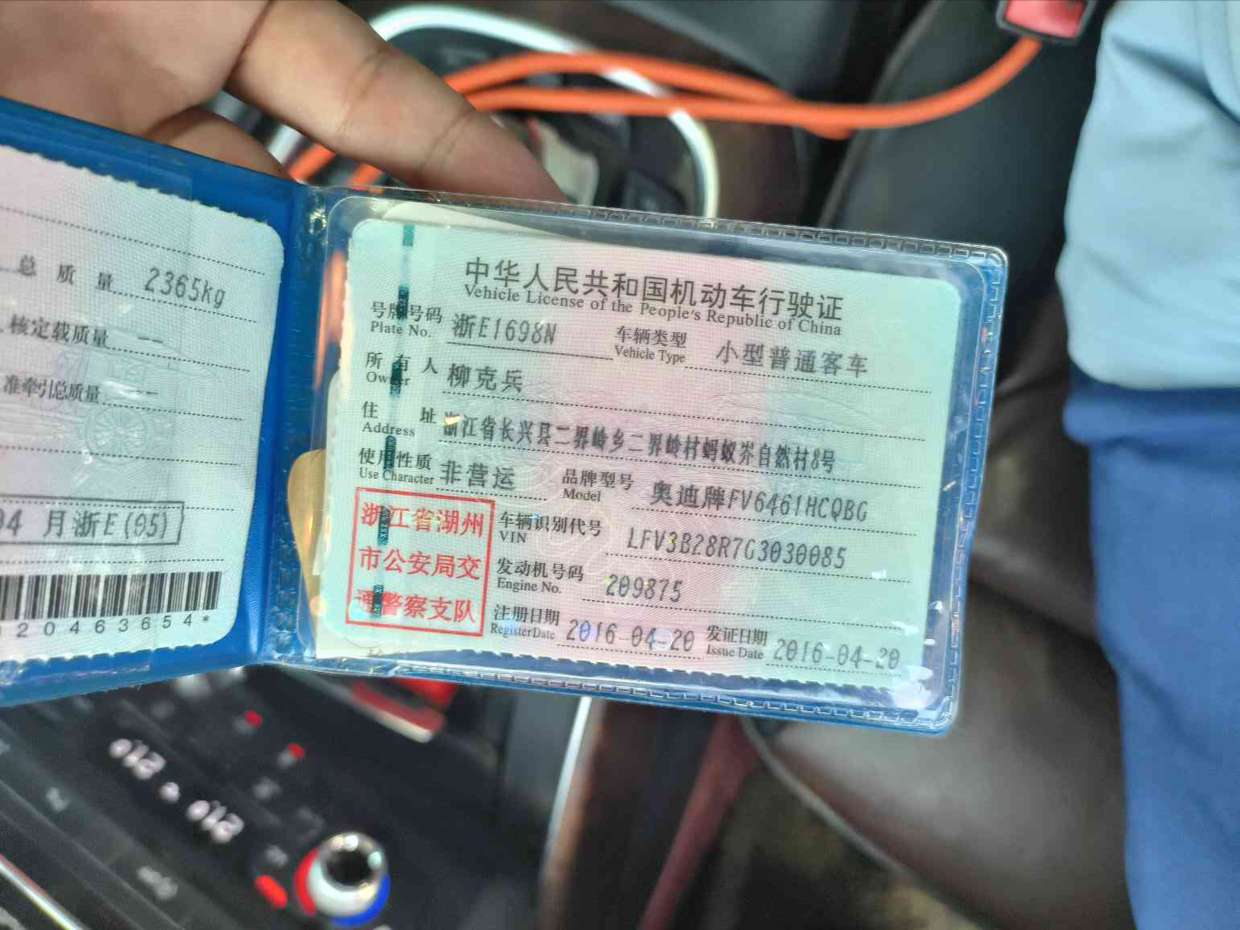 总 质 量 2365kg
核定载质量 --
准牵引总质量 --
04 月浙E(95)
20463654*
中华人民共和国机动车行驶证
Vehicle License of the People's Republic of China
号牌号码 浙E1698N 车辆类型 小型普通客车
Plate No. Vehicle Type
所 有 人 柳克兵
Owner
住 址 浙江省长兴县二界岭乡二界岭村蚂蚁岕自然村8号
Address
使用性质 非营运 品牌型号 奥迪牌FV6461HCQBG
Use Character Model
浙江省湖州
市公安局交
通警察支队
车辆识别代号 LFV3B28R7G3030085
VIN
发动机号码 209875
Engine No.
注册日期 2016-04-20 发证日期 2016-04-20
RegisterDate Issue Date